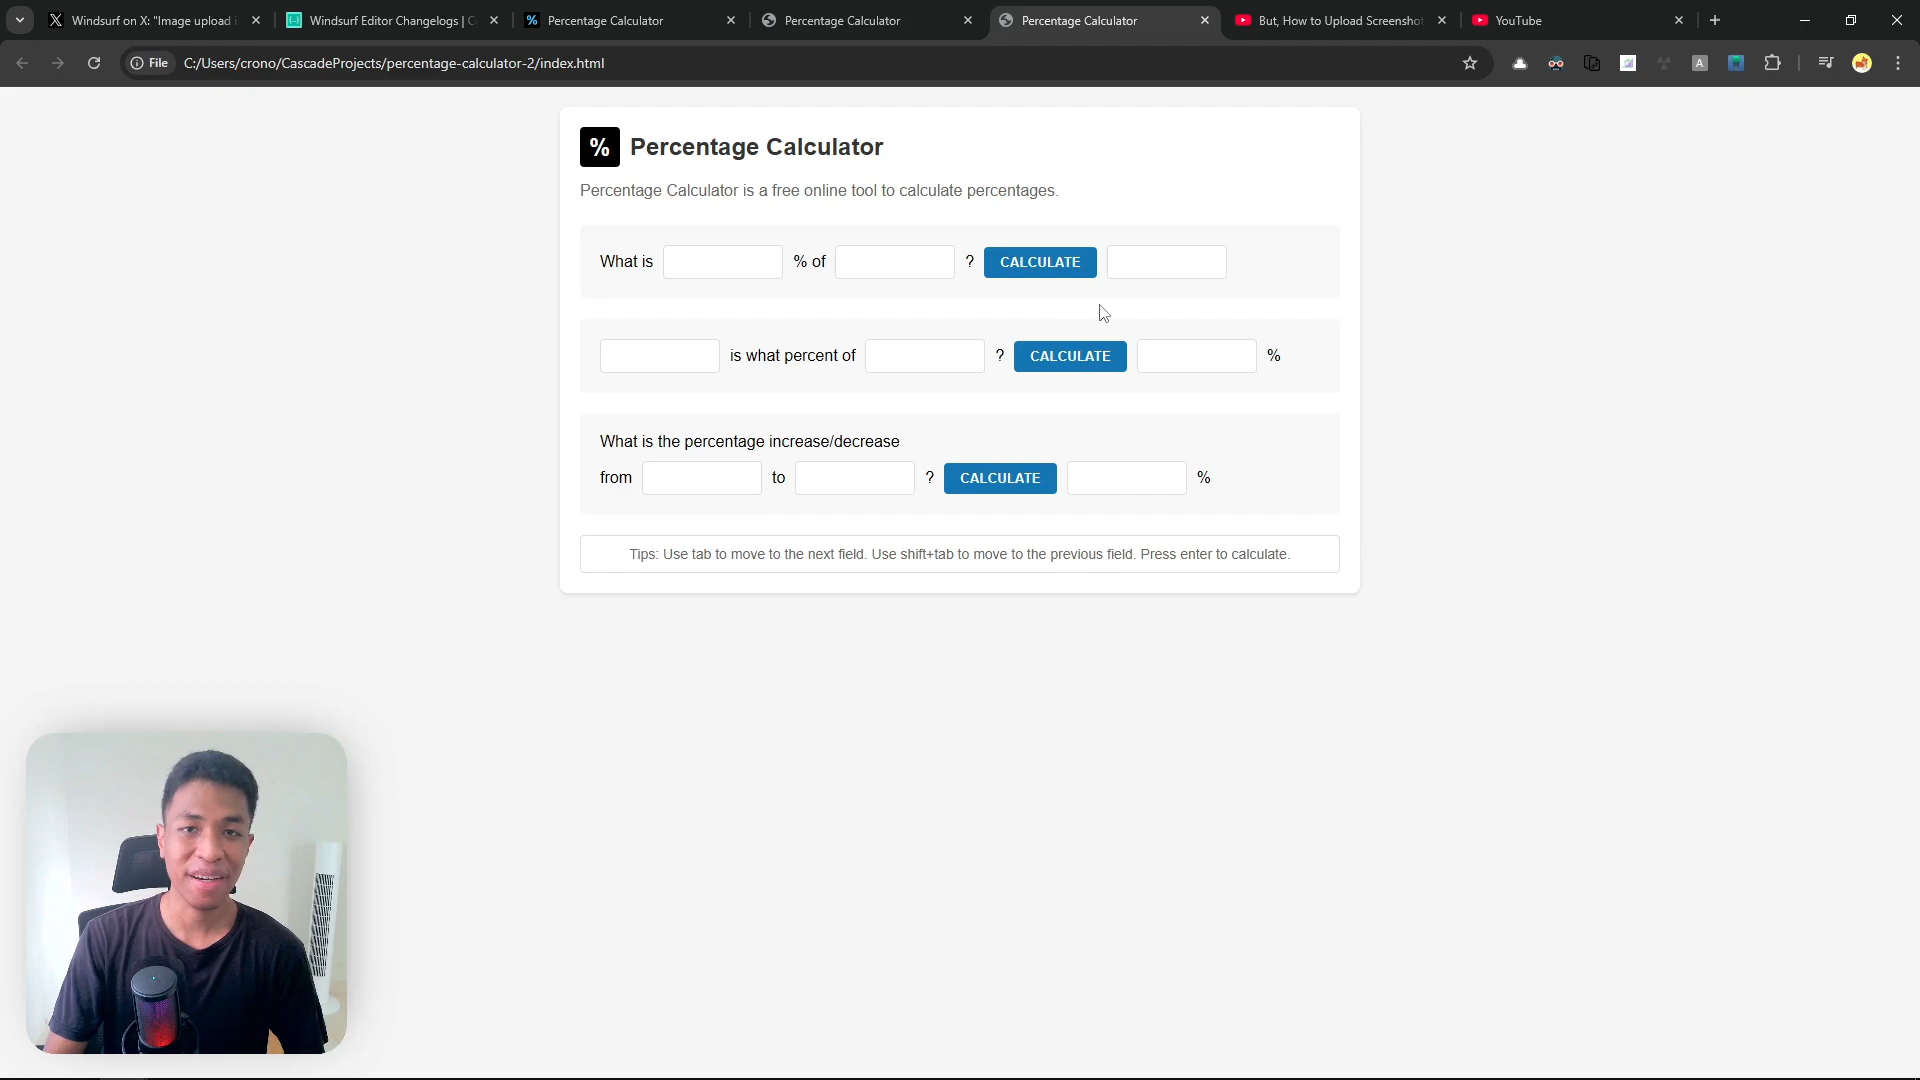 Windsurf on X: "Image upload i
Windsurf Editor Changelogs | C
% Percentage Calculator
Percentage Calculator
Percentage Calculator
But, How to Upload Screenshot
YouTube
File C:/Users/crono/CascadeProjects/percentage-calculator-2/index.html
A
% Percentage Calculator
Percentage Calculator is a free online tool to calculate percentages.
What is % of ? CALCULATE
is what percent of ? CALCULATE %
What is the percentage increase/decrease
from to ? CALCULATE %
Tips: Use tab to move to the next field. Use shift+tab to move to the previous field. Press enter to calculate.